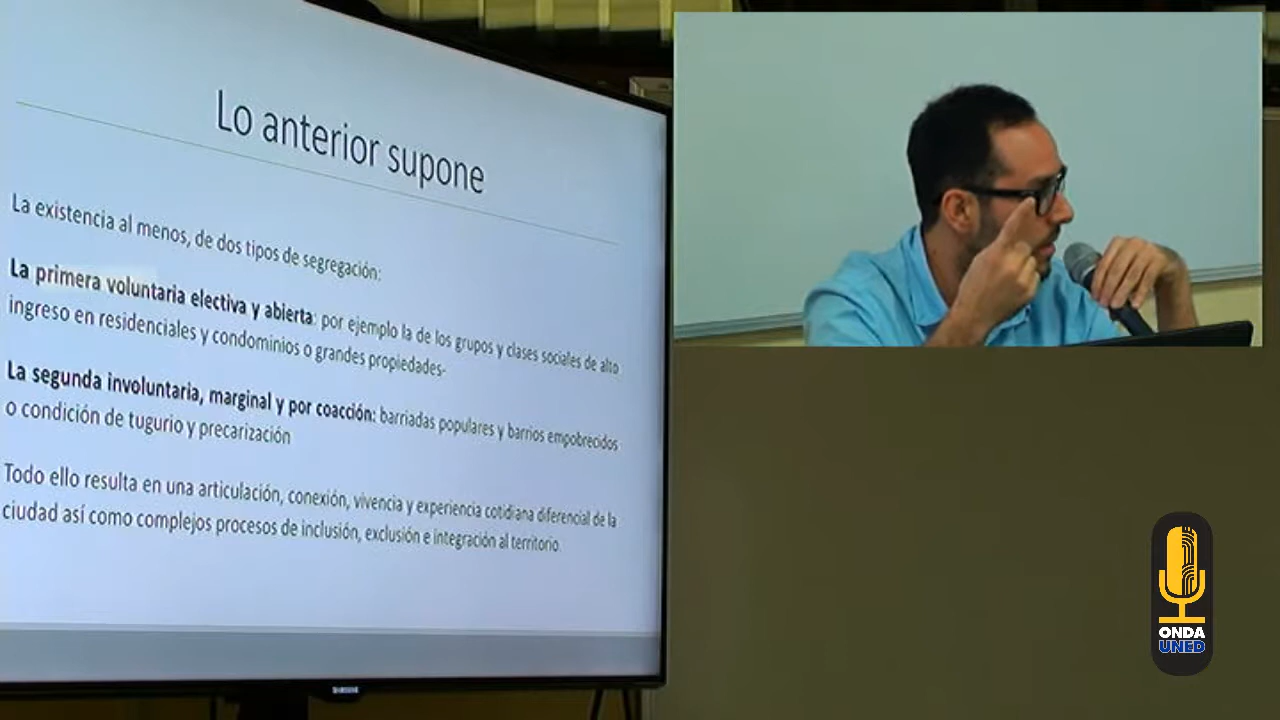 Lo anterior supone
La existencia al menos, de dos tipos de segregación:
La primera voluntaria electiva y abierta: por ejemplo la de los grupos y clases sociales de alto
ingreso en residenciales y condominios o grandes propiedades-
La segunda involuntaria, marginal y por coacción: barriadas populares y barrios empobrecidos
o condición de tugurio y precarización
Todo ello resulta en una articulación, conexión, vivencia y experiencia cotidiana diferencial de la
ciudad así como complejos procesos de inclusión, exclusión e integración al territorio.
SAMSUNG
ONDA
UNED